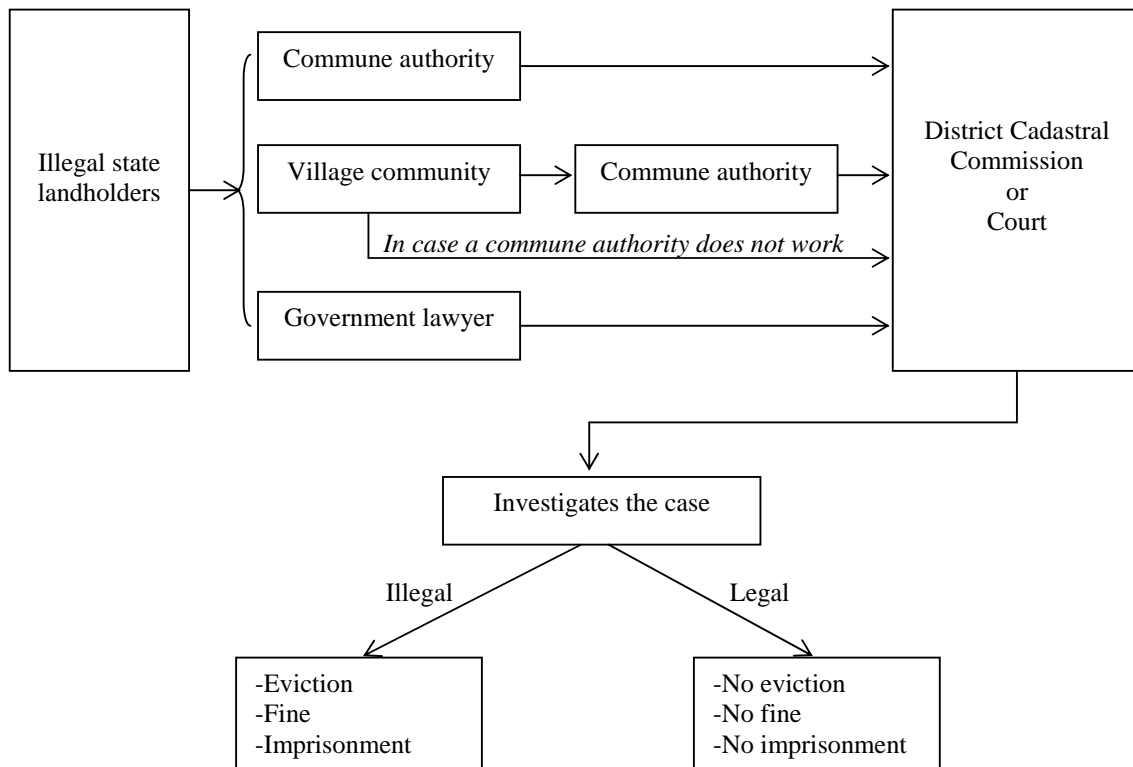 Illegal state
landholders
Commune authority
Village community
Commune authority
In case a commune authority does not work
Government lawyer
District Cadastral
Commission
or
Court
Investigates the case
Illegal
Legal
-Eviction
-Fine
-Imprisonment
-No eviction
-No fine
-No imprisonment